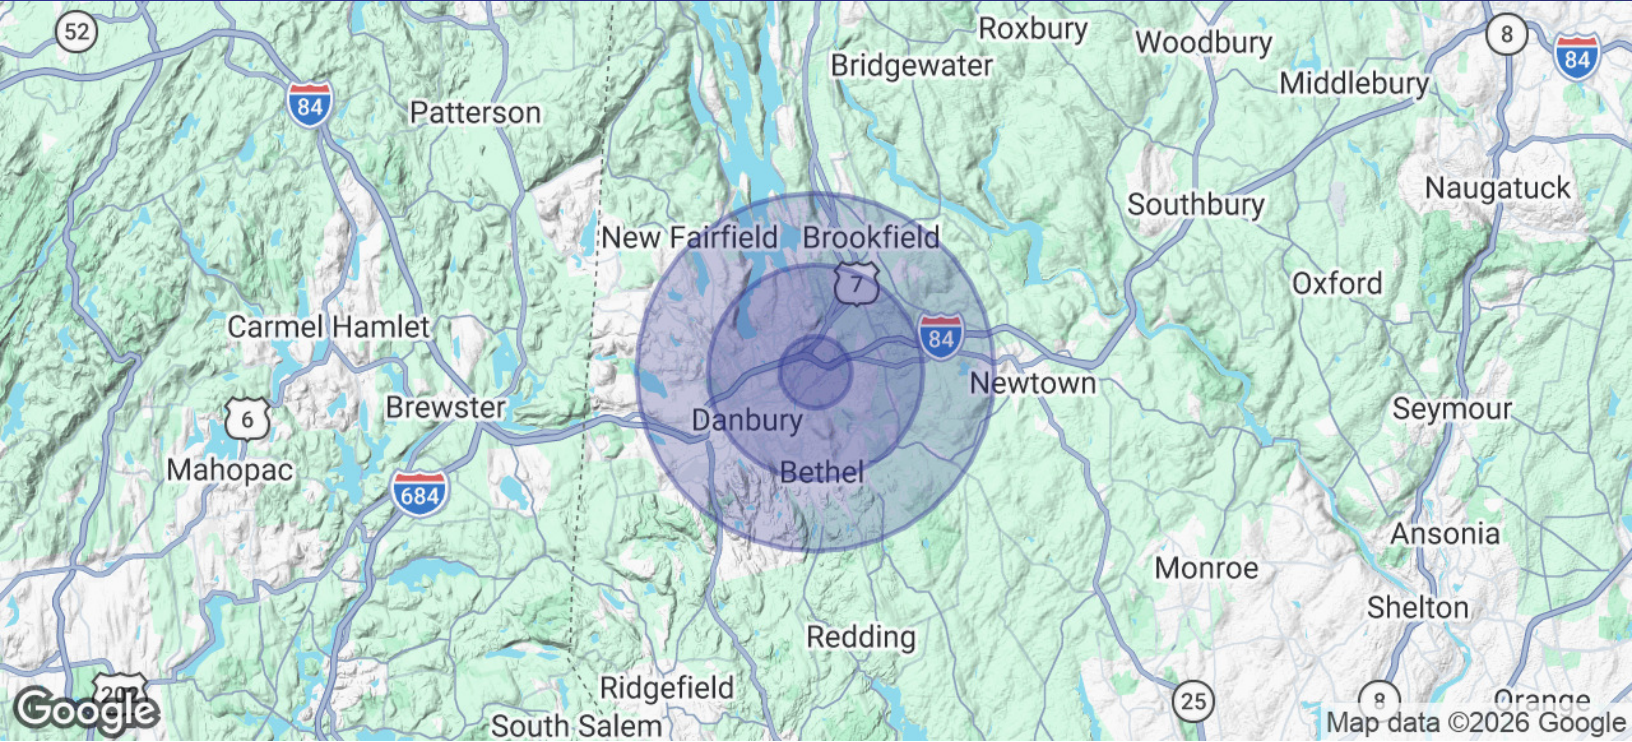 52
Roxbury
8
Woodbury
84
Bridgewater
Middlebury
84
Patterson
Naugatuck
Southbury
New Fairfield
Brookfield
7
Oxford
Carmel Hamlet
84
Newtown
Brewster
Seymour
6
Danbury
Mahopac
Bethel
684
Ansonia
Monroe
Shelton
Redding
Ridgefield
202
25
8
Orange
Google
South Salem
Map data ©2026 Google